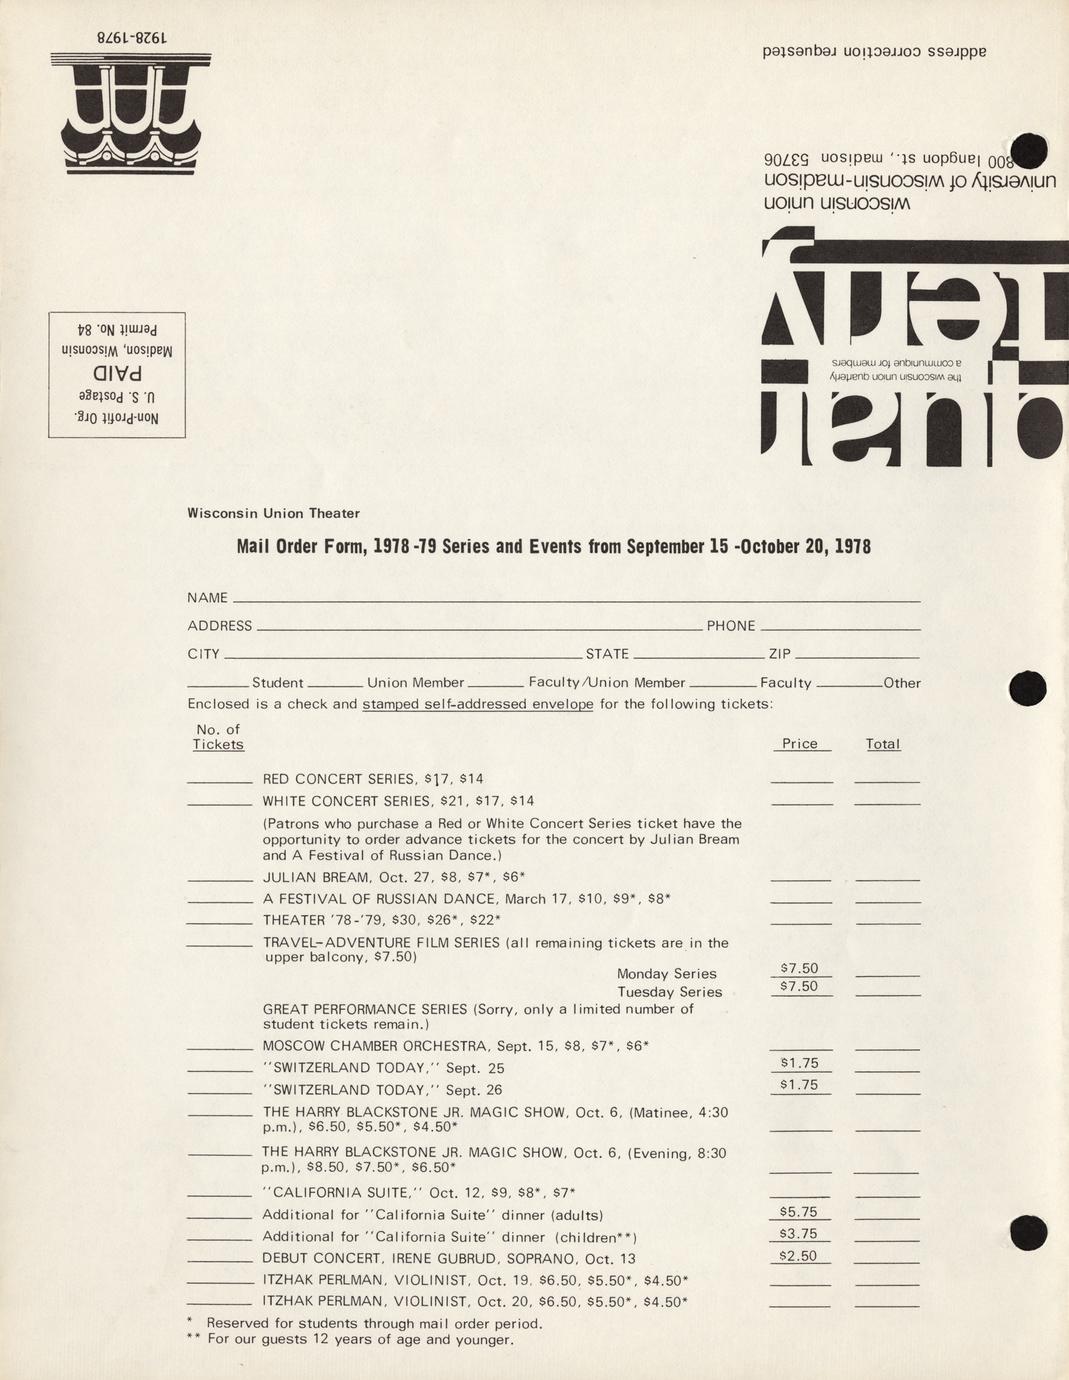 1928-1978
address correction requested
800 langdon st., madison 53706
university of wisconsin-madison
wisconsin union
Non-Profit Org.
U. S. Postage
PAID
Madison, Wisconsin
Permit No. 84
quar
the wisconsin union quarterly
a communique for members
terly
Wisconsin Union Theater
Mail Order Form, 1978-79 Series and Events from September 15 -October 20, 1978
NAME
ADDRESS PHONE
CITY STATE ZIP
Student Union Member Faculty/Union Member Faculty Other
Enclosed is a check and stamped self-addressed envelope for the following tickets:
No. of
Tickets Price Total
RED CONCERT SERIES, $17, $14
WHITE CONCERT SERIES, $21, $17, $14
(Patrons who purchase a Red or White Concert Series ticket have the
opportunity to order advance tickets for the concert by Julian Bream
and A Festival of Russian Dance.)
JULIAN BREAM, Oct. 27, $8, $7*, $6*
A FESTIVAL OF RUSSIAN DANCE, March 17, $10, $9*, $8*
THEATER '78-'79, $30, $26*, $22*
TRAVEL-ADVENTURE FILM SERIES (all remaining tickets are in the
upper balcony, $7.50)
Monday Series $7.50
Tuesday Series $7.50
GREAT PERFORMANCE SERIES (Sorry, only a limited number of
student tickets remain.)
MOSCOW CHAMBER ORCHESTRA, Sept. 15, $8, $7*, $6*
''SWITZERLAND TODAY,'' Sept. 25 $1.75
''SWITZERLAND TODAY,'' Sept. 26 $1.75
THE HARRY BLACKSTONE JR. MAGIC SHOW, Oct. 6, (Matinee, 4:30
p.m.), $6.50, $5.50*, $4.50*
THE HARRY BLACKSTONE JR. MAGIC SHOW, Oct. 6, (Evening, 8:30
p.m.), $8.50, $7.50*, $6.50*
''CALIFORNIA SUITE,'' Oct. 12, $9, $8*, $7*
Additional for ''California Suite'' dinner (adults) $5.75
Additional for ''California Suite'' dinner (children**) $3.75
DEBUT CONCERT, IRENE GUBRUD, SOPRANO, Oct. 13 $2.50
ITZHAK PERLMAN, VIOLINIST, Oct. 19, $6.50, $5.50*, $4.50*
ITZHAK PERLMAN, VIOLINIST, Oct. 20, $6.50, $5.50*, $4.50*
* Reserved for students through mail order period.
** For our guests 12 years of age and younger.